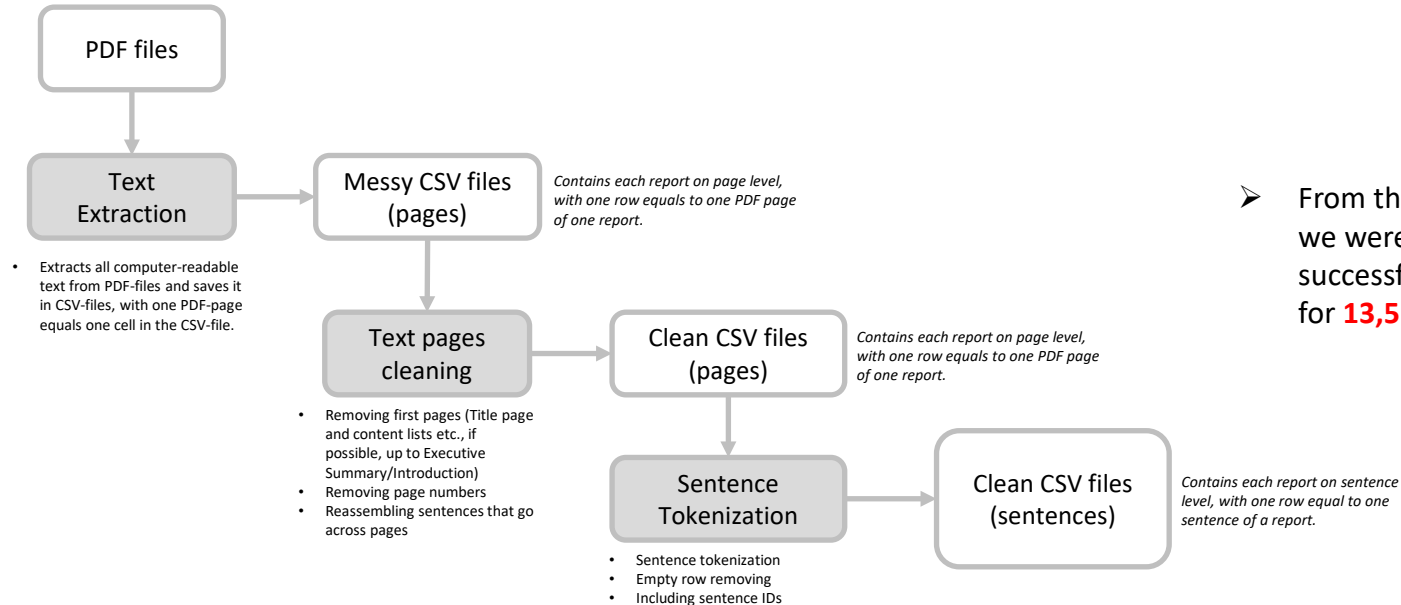 PDF files
Text
Extraction
• Extracts all computer-readable
text from PDF-files and saves it
in CSV-files, with one PDF-page
equals one cell in the CSV-file.
Messy CSV files
(pages)
Contains each report on page level,
with one row equals to one PDF page
of one report.
Text pages
cleaning
• Removing first pages (Title page
and content lists etc., if
possible, up to Executive
Summary/Introduction)
• Removing page numbers
• Reassembling sentences that go
across pages
Clean CSV files
(pages)
Contains each report on page level,
with one row equals to one PDF page
of one report.
Sentence
Tokenization
• Sentence tokenization
• Empty row removing
• Including sentence IDs
Clean CSV files
(sentences)
Contains each report on sentence
level, with one row equal to one
sentence of a report.
➢ From th
we were
successf
for 13,5